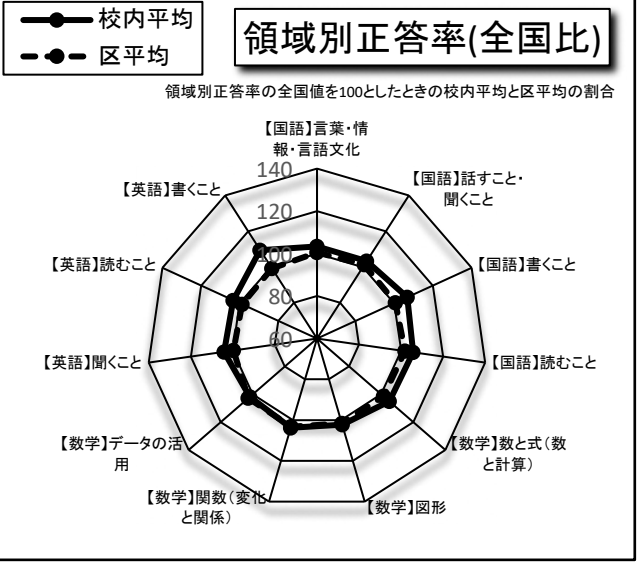 校内平均
区平均
領域別正答率(全国比)
領域別正答率の全国値を100としたときの校内平均と区平均の割合
【国語】言葉・情
報・言語文化
【国語】話すこと・
聞くこと
【国語】書くこと
【国語】読むこと
【数学】数と式(数
と計算)
【数学】図形
【数学】関数(変化
と関係)
【数学】データの活
用
【英語】聞くこと
【英語】読むこと
【英語】書くこと
140
120
100
80
60